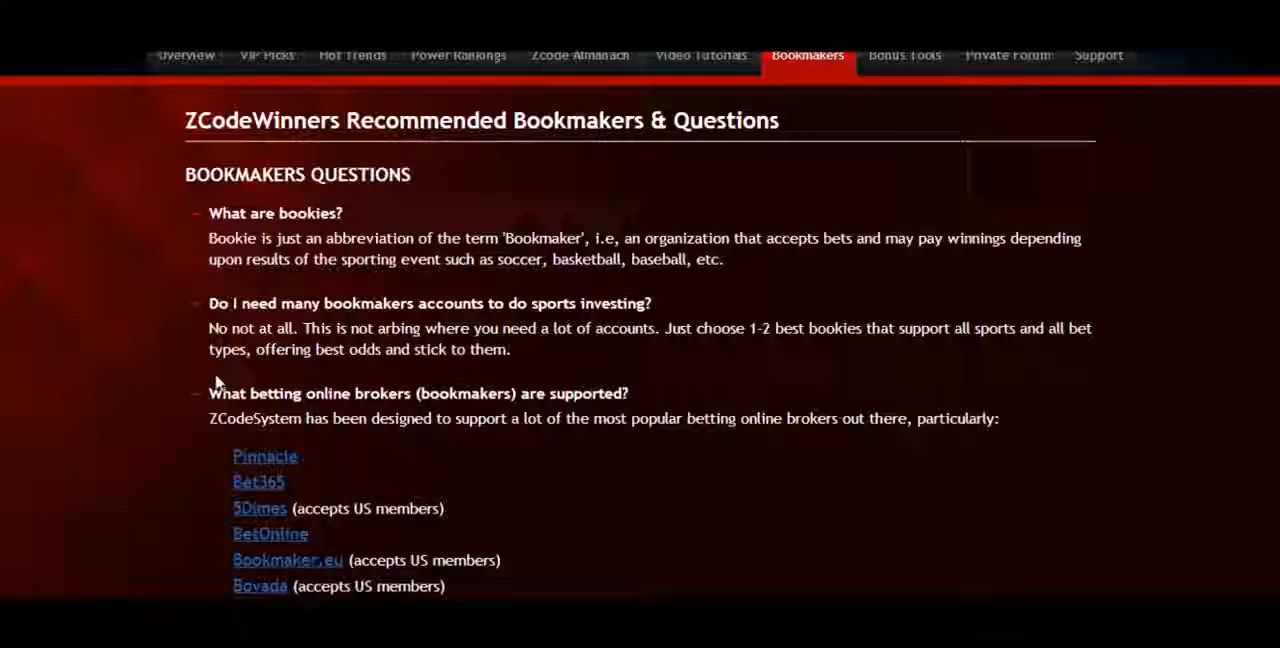 Overview VIP Picks Hot Trends Power Rankings Zcode Almanach Video Tutorials Bookmakers Bonus Tools Private Forum Support
ZCodeWinners Recommended Bookmakers & Questions
BOOKMAKERS QUESTIONS
What are bookies?
Bookie is just an abbreviation of the term 'Bookmaker', i.e, an organization that accepts bets and may pay winnings depending
upon results of the sporting event such as soccer, basketball, baseball, etc.
Do I need many bookmakers accounts to do sports investing?
No not at all. This is not arbing where you need a lot of accounts. Just choose 1-2 best bookies that support all sports and all bet
types, offering best odds and stick to them.
What betting online brokers (bookmakers) are supported?
ZCodeSystem has been designed to support a lot of the most popular betting online brokers out there, particularly:
Pinnacle
Bet365
5Dimes (accepts US members)
BetOnline
Bookmaker.eu (accepts US members)
Bovada (accepts US members)